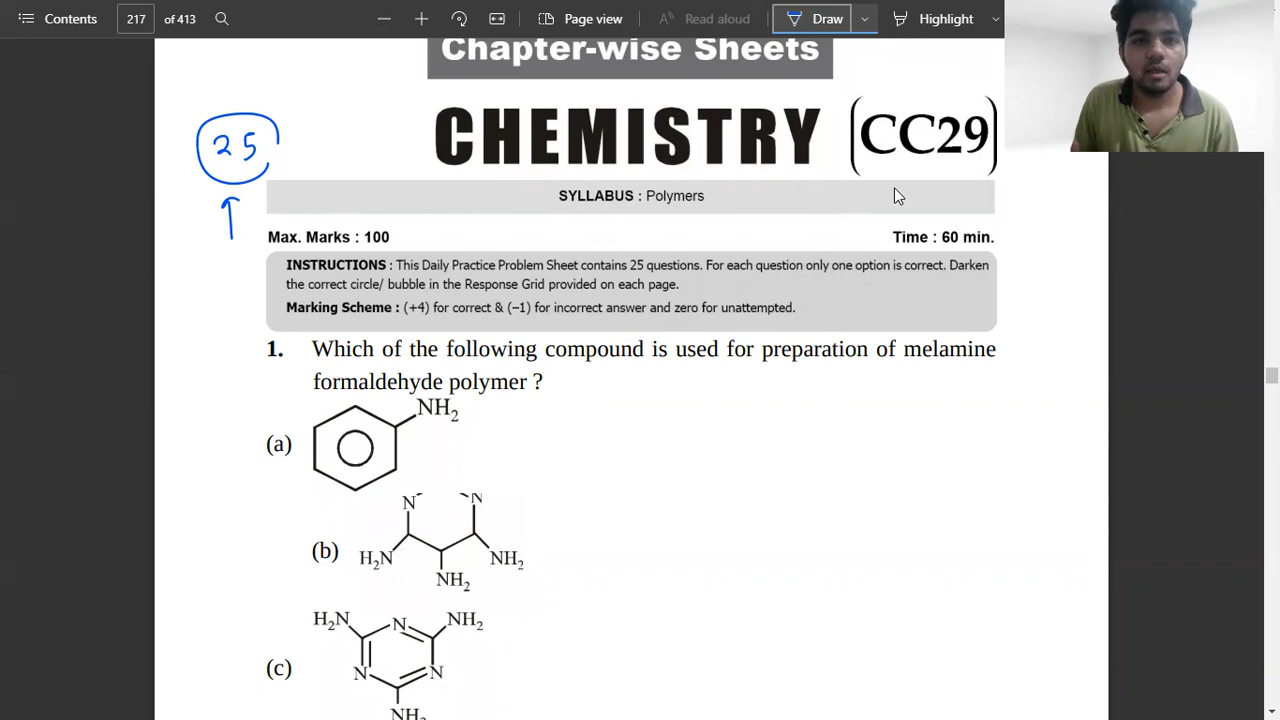 Contents 217 of 413 Page view Read aloud Draw Highlight
Chapter-wise Sheets
25
CHEMISTRY (CC29)
SYLLABUS : Polymers
Max. Marks : 100 Time : 60 min.
INSTRUCTIONS : This Daily Practice Problem Sheet contains 25 questions. For each question only one option is correct. Darken
the correct circle/ bubble in the Response Grid provided on each page.
Marking Scheme : (+4) for correct & (–1) for incorrect answer and zero for unattempted.
1. Which of the following compound is used for preparation of melamine
formaldehyde polymer ?
NH2
(a)
N N
(b) H2N NH2
NH2
H2N N NH2
(c) N N
NH2